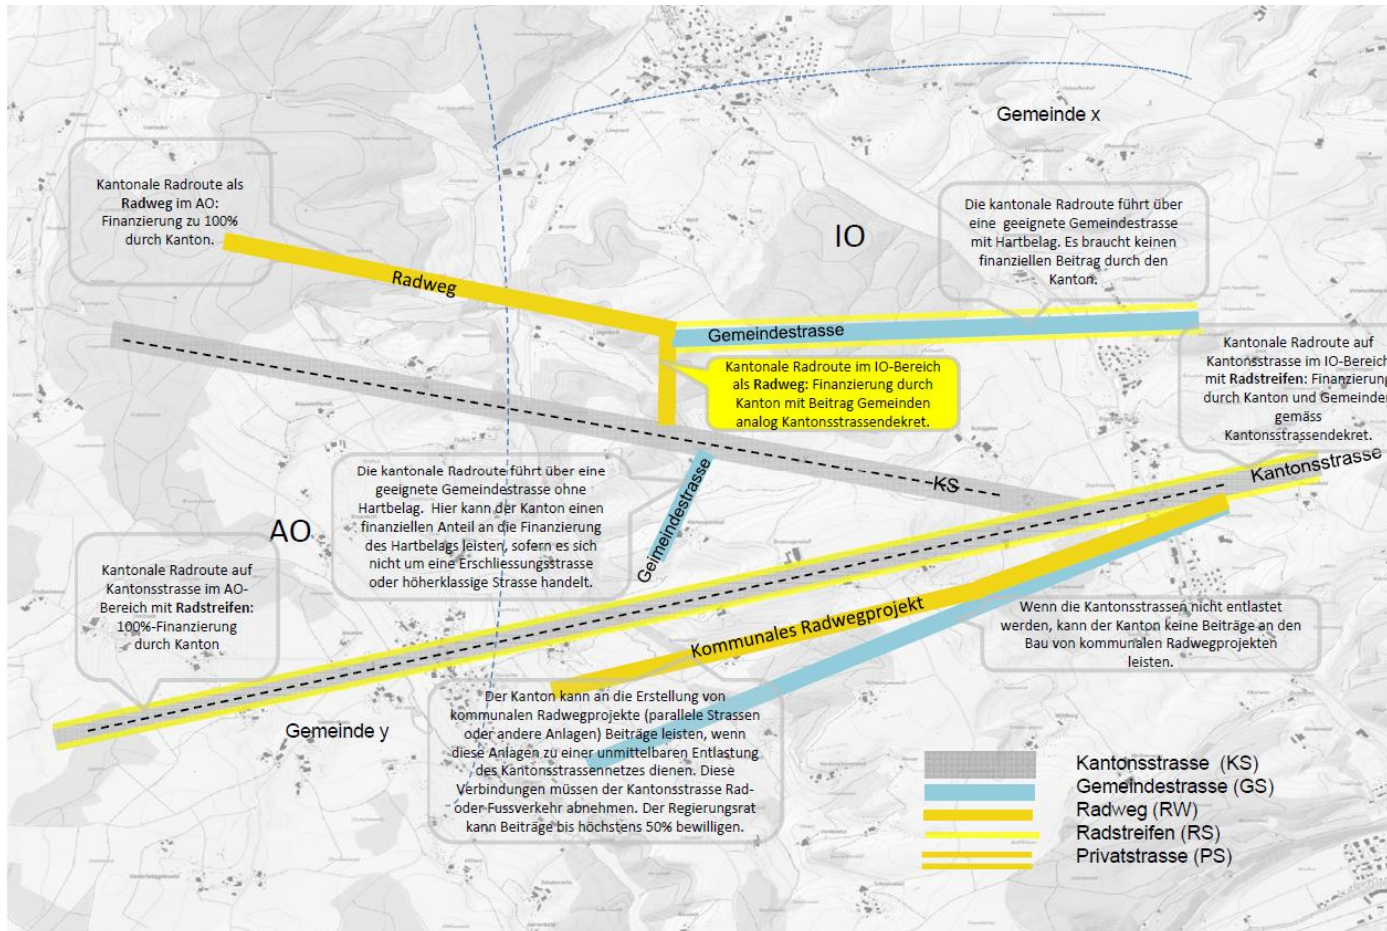 Gemeinde x
Kantonale Radroute als
Radweg im AO:
Finanzierung zu 100%
durch Kanton.
Die kantonale Radroute führt über
eine geeignete Gemeindestrasse
mit Hartbelag. Es braucht keinen
finanziellen Beitrag durch den
Kanton.
IO
Radweg
Gemeindestrasse
Kantonale Radroute auf
Kantonsstrasse im IO-Bereich
mit Radstreifen: Finanzierung
durch Kanton und Gemeinden
gemäss
Kantonsstrassendekret.
Kantonale Radroute im IO-Bereich
als Radweg: Finanzierung durch
Kanton mit Beitrag Gemeinden
analog Kantonsstrassendekret.
Kantonsstrasse
KS
Die kantonale Radroute führt über eine
geeignete Gemeindestrasse ohne
Hartbelag. Hier kann der Kanton einen
finanziellen Anteil an die Finanzierung
des Hartbelags leisten, sofern es sich
nicht um eine Erschliessungsstrasse
oder höherklassige Strasse handelt.
Geimeindestrasse
AO
Kantonale Radroute auf
Kantonsstrasse im AO-
Bereich mit Radstreifen:
100%-Finanzierung
durch Kanton
Kommunales Radwegprojekt
Wenn die Kantonsstrassen nicht entlastet
werden, kann der Kanton keine Beiträge an den
Bau von kommunalen Radwegprojekten
leisten.
Gemeinde y
Der Kanton kann an die Erstellung von
kommunalen Radwegprojekte (parallele Strassen
oder andere Anlagen) Beiträge leisten, wenn
diese Anlagen zu einer unmittelbaren Entlastung
des Kantonsstrassennetzes dienen. Diese
Verbindungen müssen der Kantonsstrasse Rad-
oder Fussverkehr abnehmen. Der Regierungsrat
kann Beiträge bis höchstens 50% bewilligen.
Kantonsstrasse (KS)
Gemeindestrasse (GS)
Radweg (RW)
Radstreifen (RS)
Privatstrasse (PS)